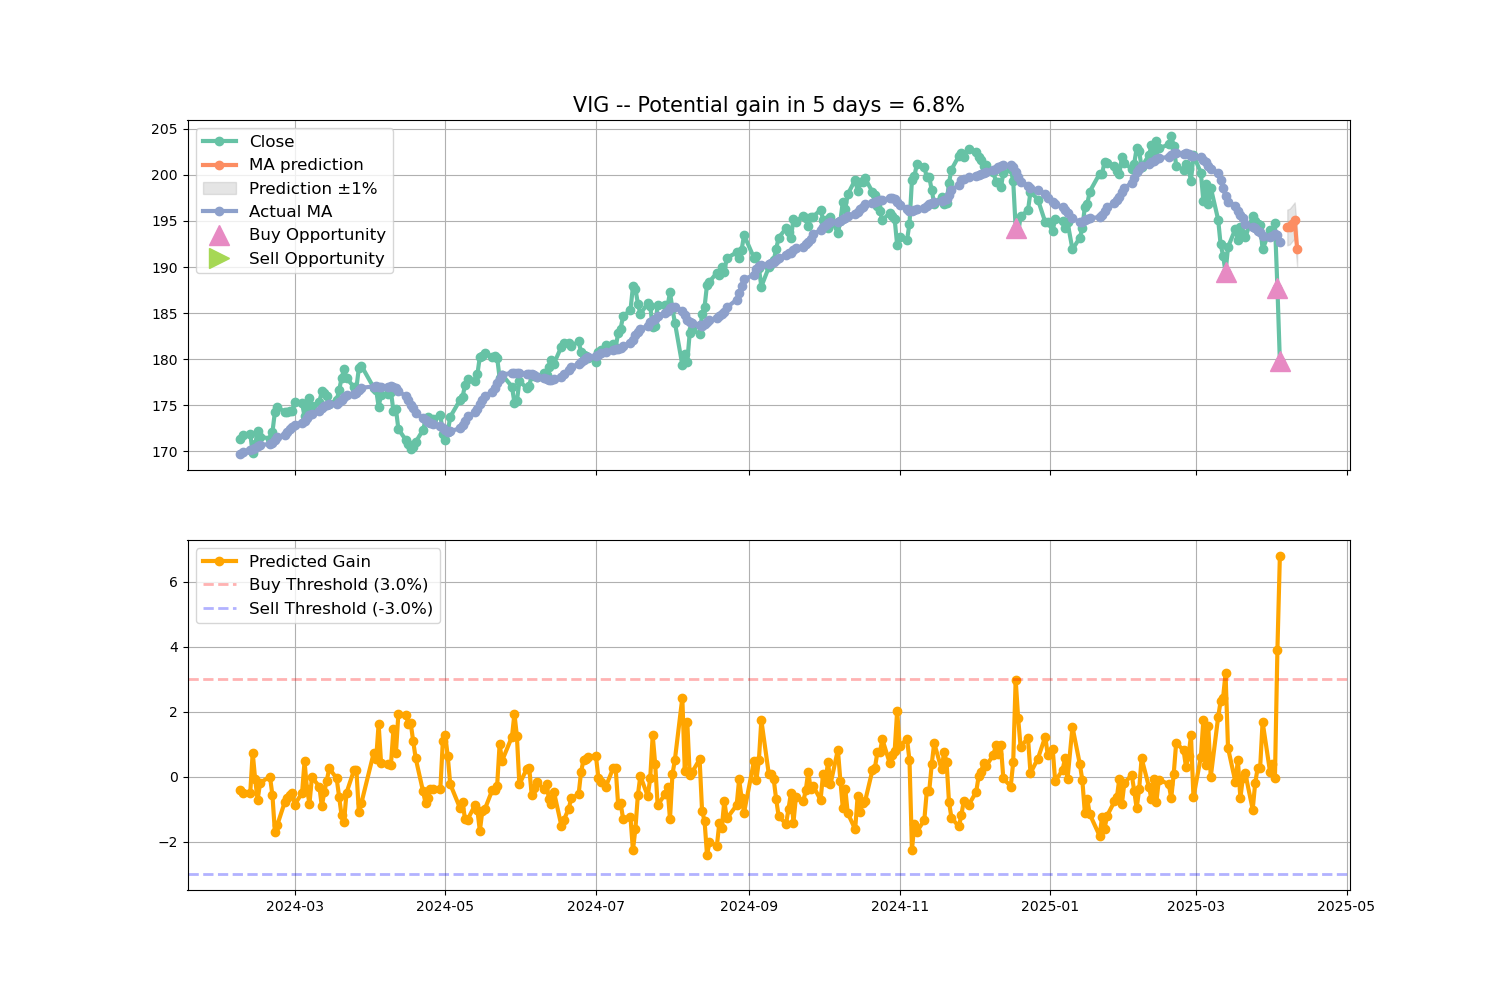 VIG -- Potential gain in 5 days = 6.8%
205
200
195
190
185
180
175
170
Close
MA prediction
Prediction ±1%
Actual MA
Buy Opportunity
Sell Opportunity
6
4
2
0
−2
Predicted Gain
Buy Threshold (3.0%)
Sell Threshold (-3.0%)
2024-03
2024-05
2024-07
2024-09
2024-11
2025-01
2025-03
2025-05